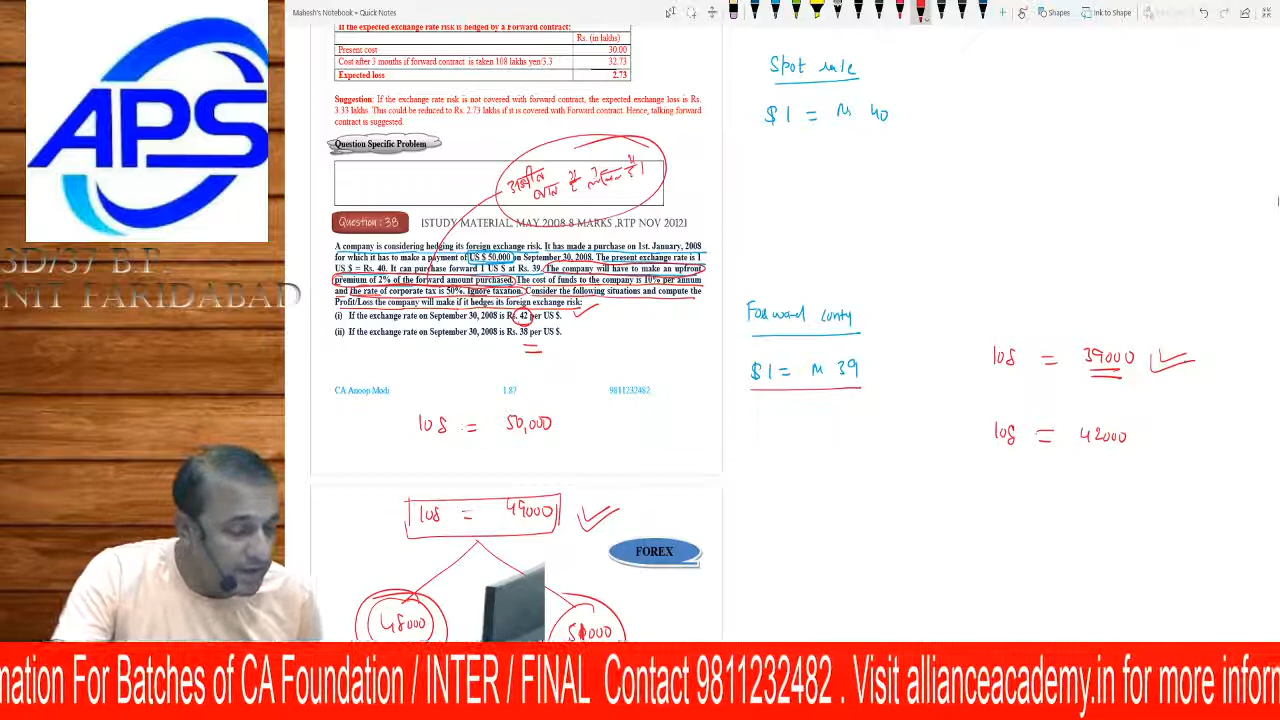 Mahesh's Notebook • Quick Notes
Shapes
Ink to Shape
APS
3D/37 B.P.
NIT FARIDABAD
If the expected exchange rate risk is hedged by a Forward contract:
Rs. (in lakhs)
Present cost 30.00
Cost after 3 months if forward contract is taken 108 lakhs yen/3.3 32.73
Expected loss 2.73
Suggestion: If the exchange rate risk is not covered with forward contract, the expected exchange loss is Rs.
3.33 lakhs. This could be reduced to Rs. 2.73 lakhs if it is covered with Forward contract. Hence, talking forward
contract is suggested.
Question Specific Problem
Question : 38 [STUDY MATERIAL, MAY 2008 8 MARKS ,RTP NOV 2012]
A company is considering hedging its foreign exchange risk. It has made a purchase on 1st. January, 2008
for which it has to make a payment of US $ 50,000 on September 30, 2008. The present exchange rate is 1
US $ = Rs. 40. It can purchase forward 1 US $ at Rs. 39. The company will have to make an upfront
premium of 2% of the forward amount purchased. The cost of funds to the company is 10% per annum
and the rate of corporate tax is 50%. Ignore taxation. Consider the following situations and compute the
Profit/Loss the company will make if it hedges its foreign exchange risk:
(i) If the exchange rate on September 30, 2008 is Rs. 42 per US $.
(ii) If the exchange rate on September 30, 2008 is Rs. 38 per US $.
CA Anoop Modi 1.87 9811232482
= 50,000
= 49000
48000
FOREX
Spot rate
$ 1 = 40
Forward
$ 1 = 39
= 39000
= 42000
mation For Batches of CA Foundation / INTER / FINAL Contact 9811232482 . Visit allianceacademy.in for more inform